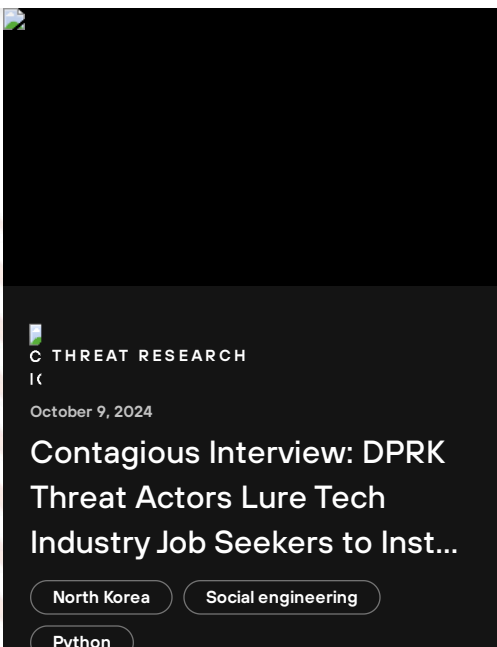 THREAT RESEARCH
October 9, 2024
Contagious Interview: DPRK
Threat Actors Lure Tech
Industry Job Seekers to Inst...
North Korea
Social engineering
Python